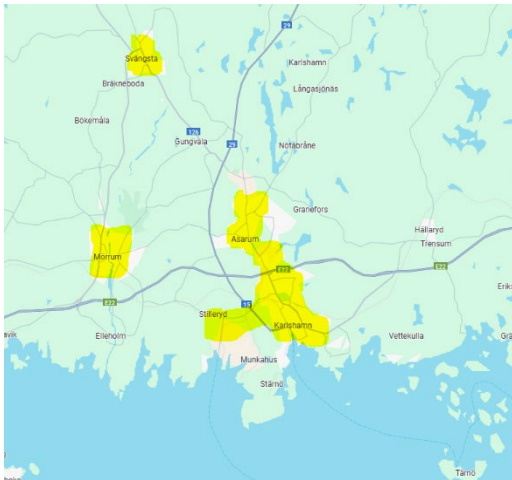 29
Svängsta
Karlshamn
Bräkneboda
Långasjönäs
Bökemåla
126
Gungvala
29
Nötabråne
Granefors
Hällaryd
Asarum
Trensum
Mörrum
E22
E22
E22
15
Stilleryd
Elleholm
Karlshamn
Vettekulla
Munkahus
Stärnö
Tärnö